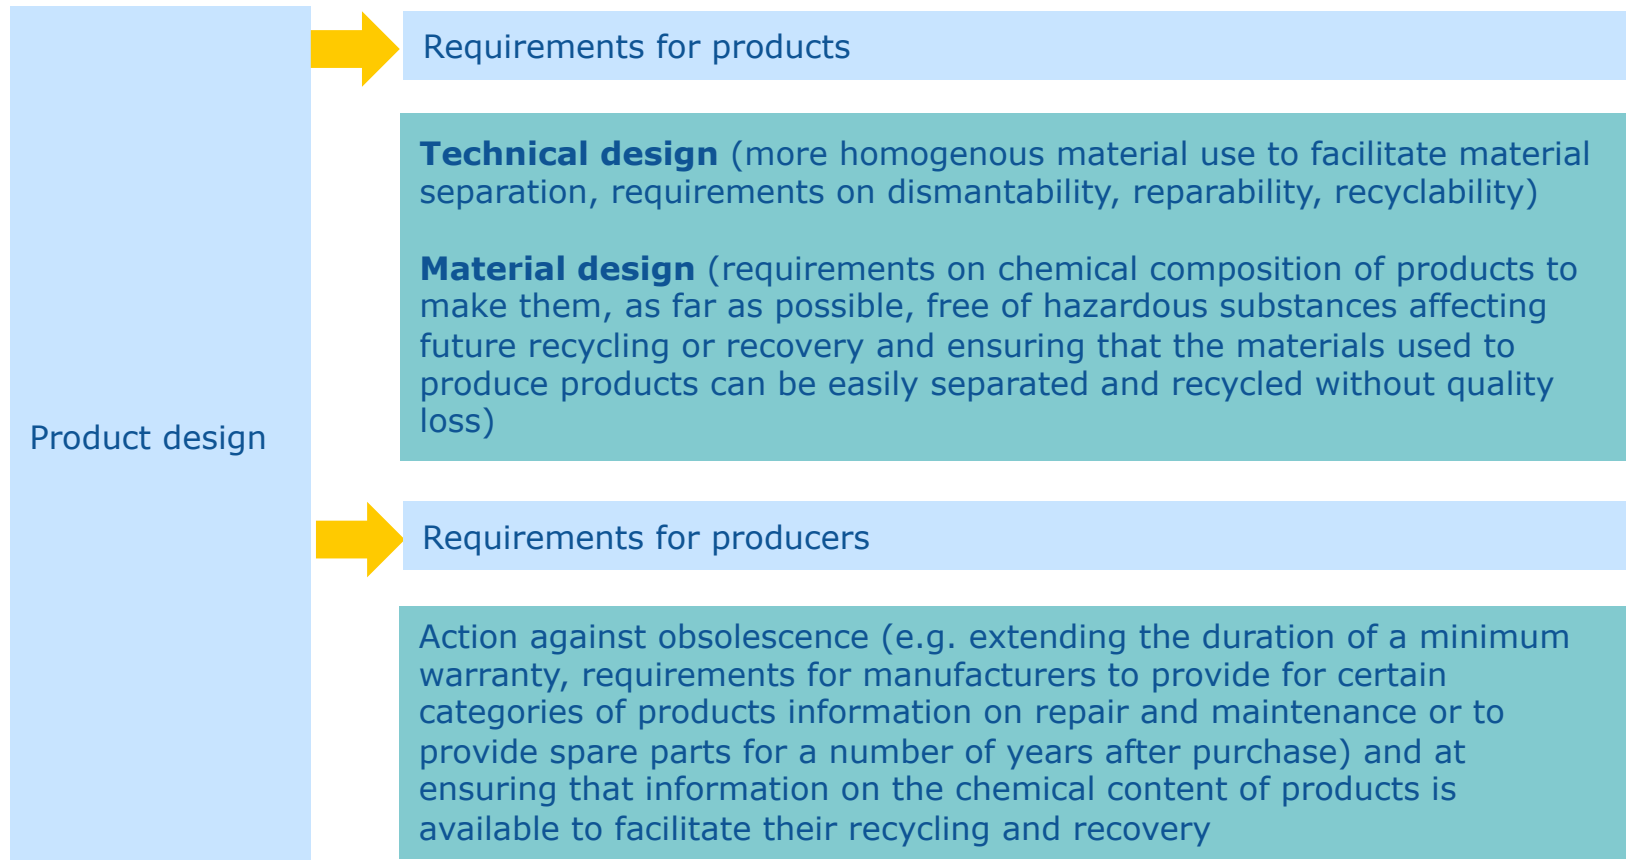 Requirements for products
Technical design (more homogenous material use to facilitate material
separation, requirements on dismantability, reparability, recyclability)
Material design (requirements on chemical composition of products to
make them, as far as possible, free of hazardous substances affecting
future recycling or recovery and ensuring that the materials used to
produce products can be easily separated and recycled without quality
loss)
Product design
Requirements for producers
Action against obsolescence (e.g. extending the duration of a minimum
warranty, requirements for manufacturers to provide for certain
categories of products information on repair and maintenance or to
provide spare parts for a number of years after purchase) and at
ensuring that information on the chemical content of products is
available to facilitate their recycling and recovery